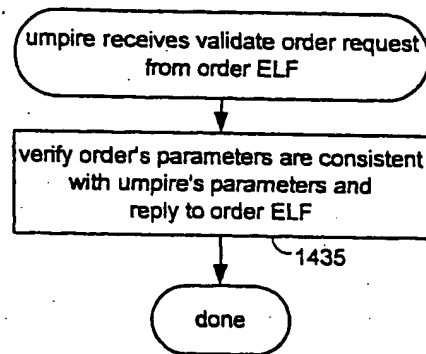 umpire receives validate order request
from order ELF
verify order's parameters are consistent
with umpire's parameters and
reply to order ELF
1435
done